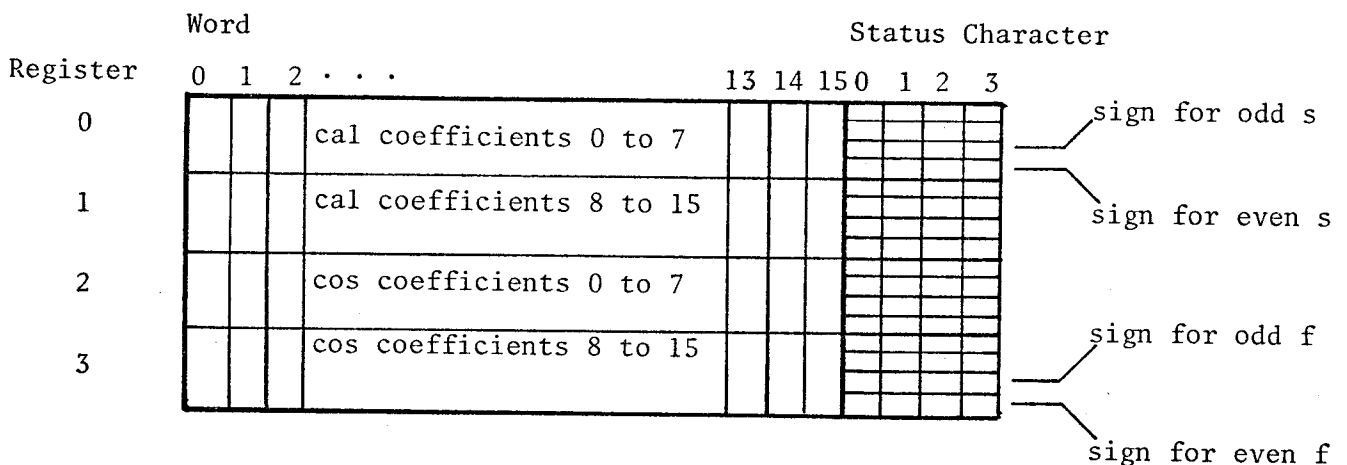 Word
Status Character
Register
0 1 2 . . . 13 14 15 0 1 2 3
0
cal coefficients 0 to 7
sign for odd s
1
cal coefficients 8 to 15
sign for even s
2
cos coefficients 0 to 7
3
cos coefficients 8 to 15
sign for odd f
sign for even f